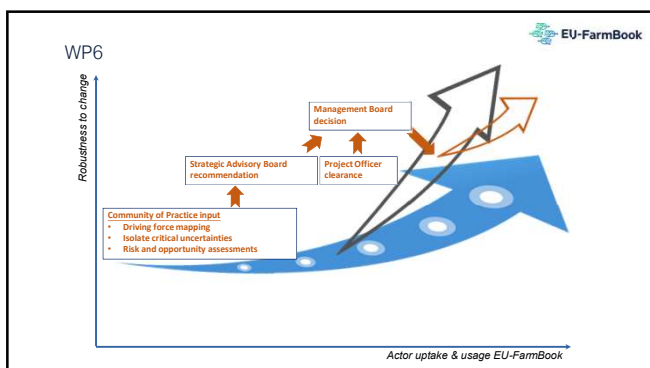 WP6
EU-FarmBook
Robustness to change
Management Board
decision
Strategic Advisory Board
recommendation
Project Officer
clearance
Community of Practice input
• Driving force mapping
• Isolate critical uncertainties
• Risk and opportunity assessments
Actor uptake & usage EU-FarmBook